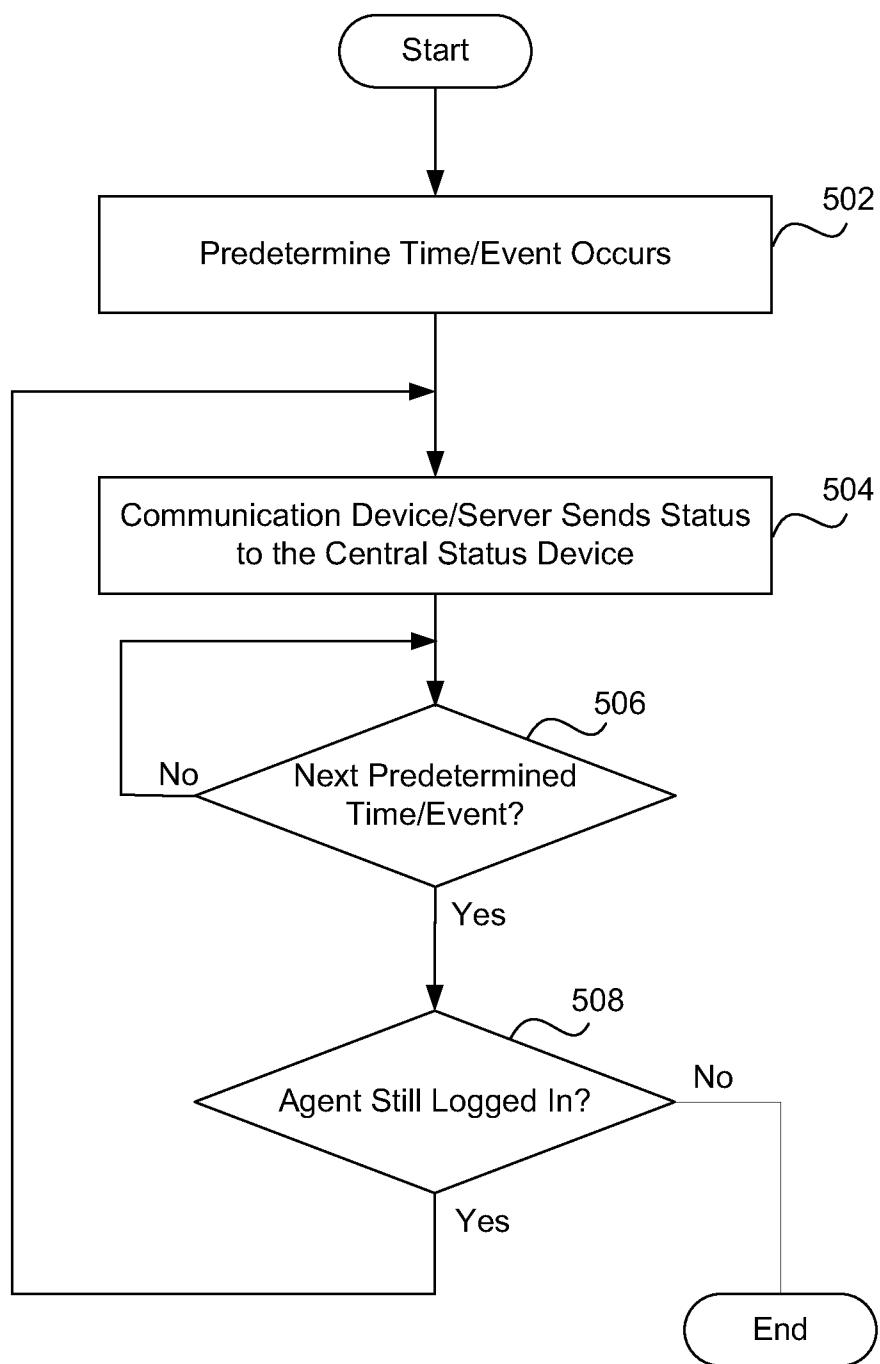 Start
502
Predetermine Time/Event Occurs
504
Communication Device/Server Sends Status
to the Central Status Device
506
No
Next Predetermined
Time/Event?
Yes
508
Agent Still Logged In?
No
Yes
End